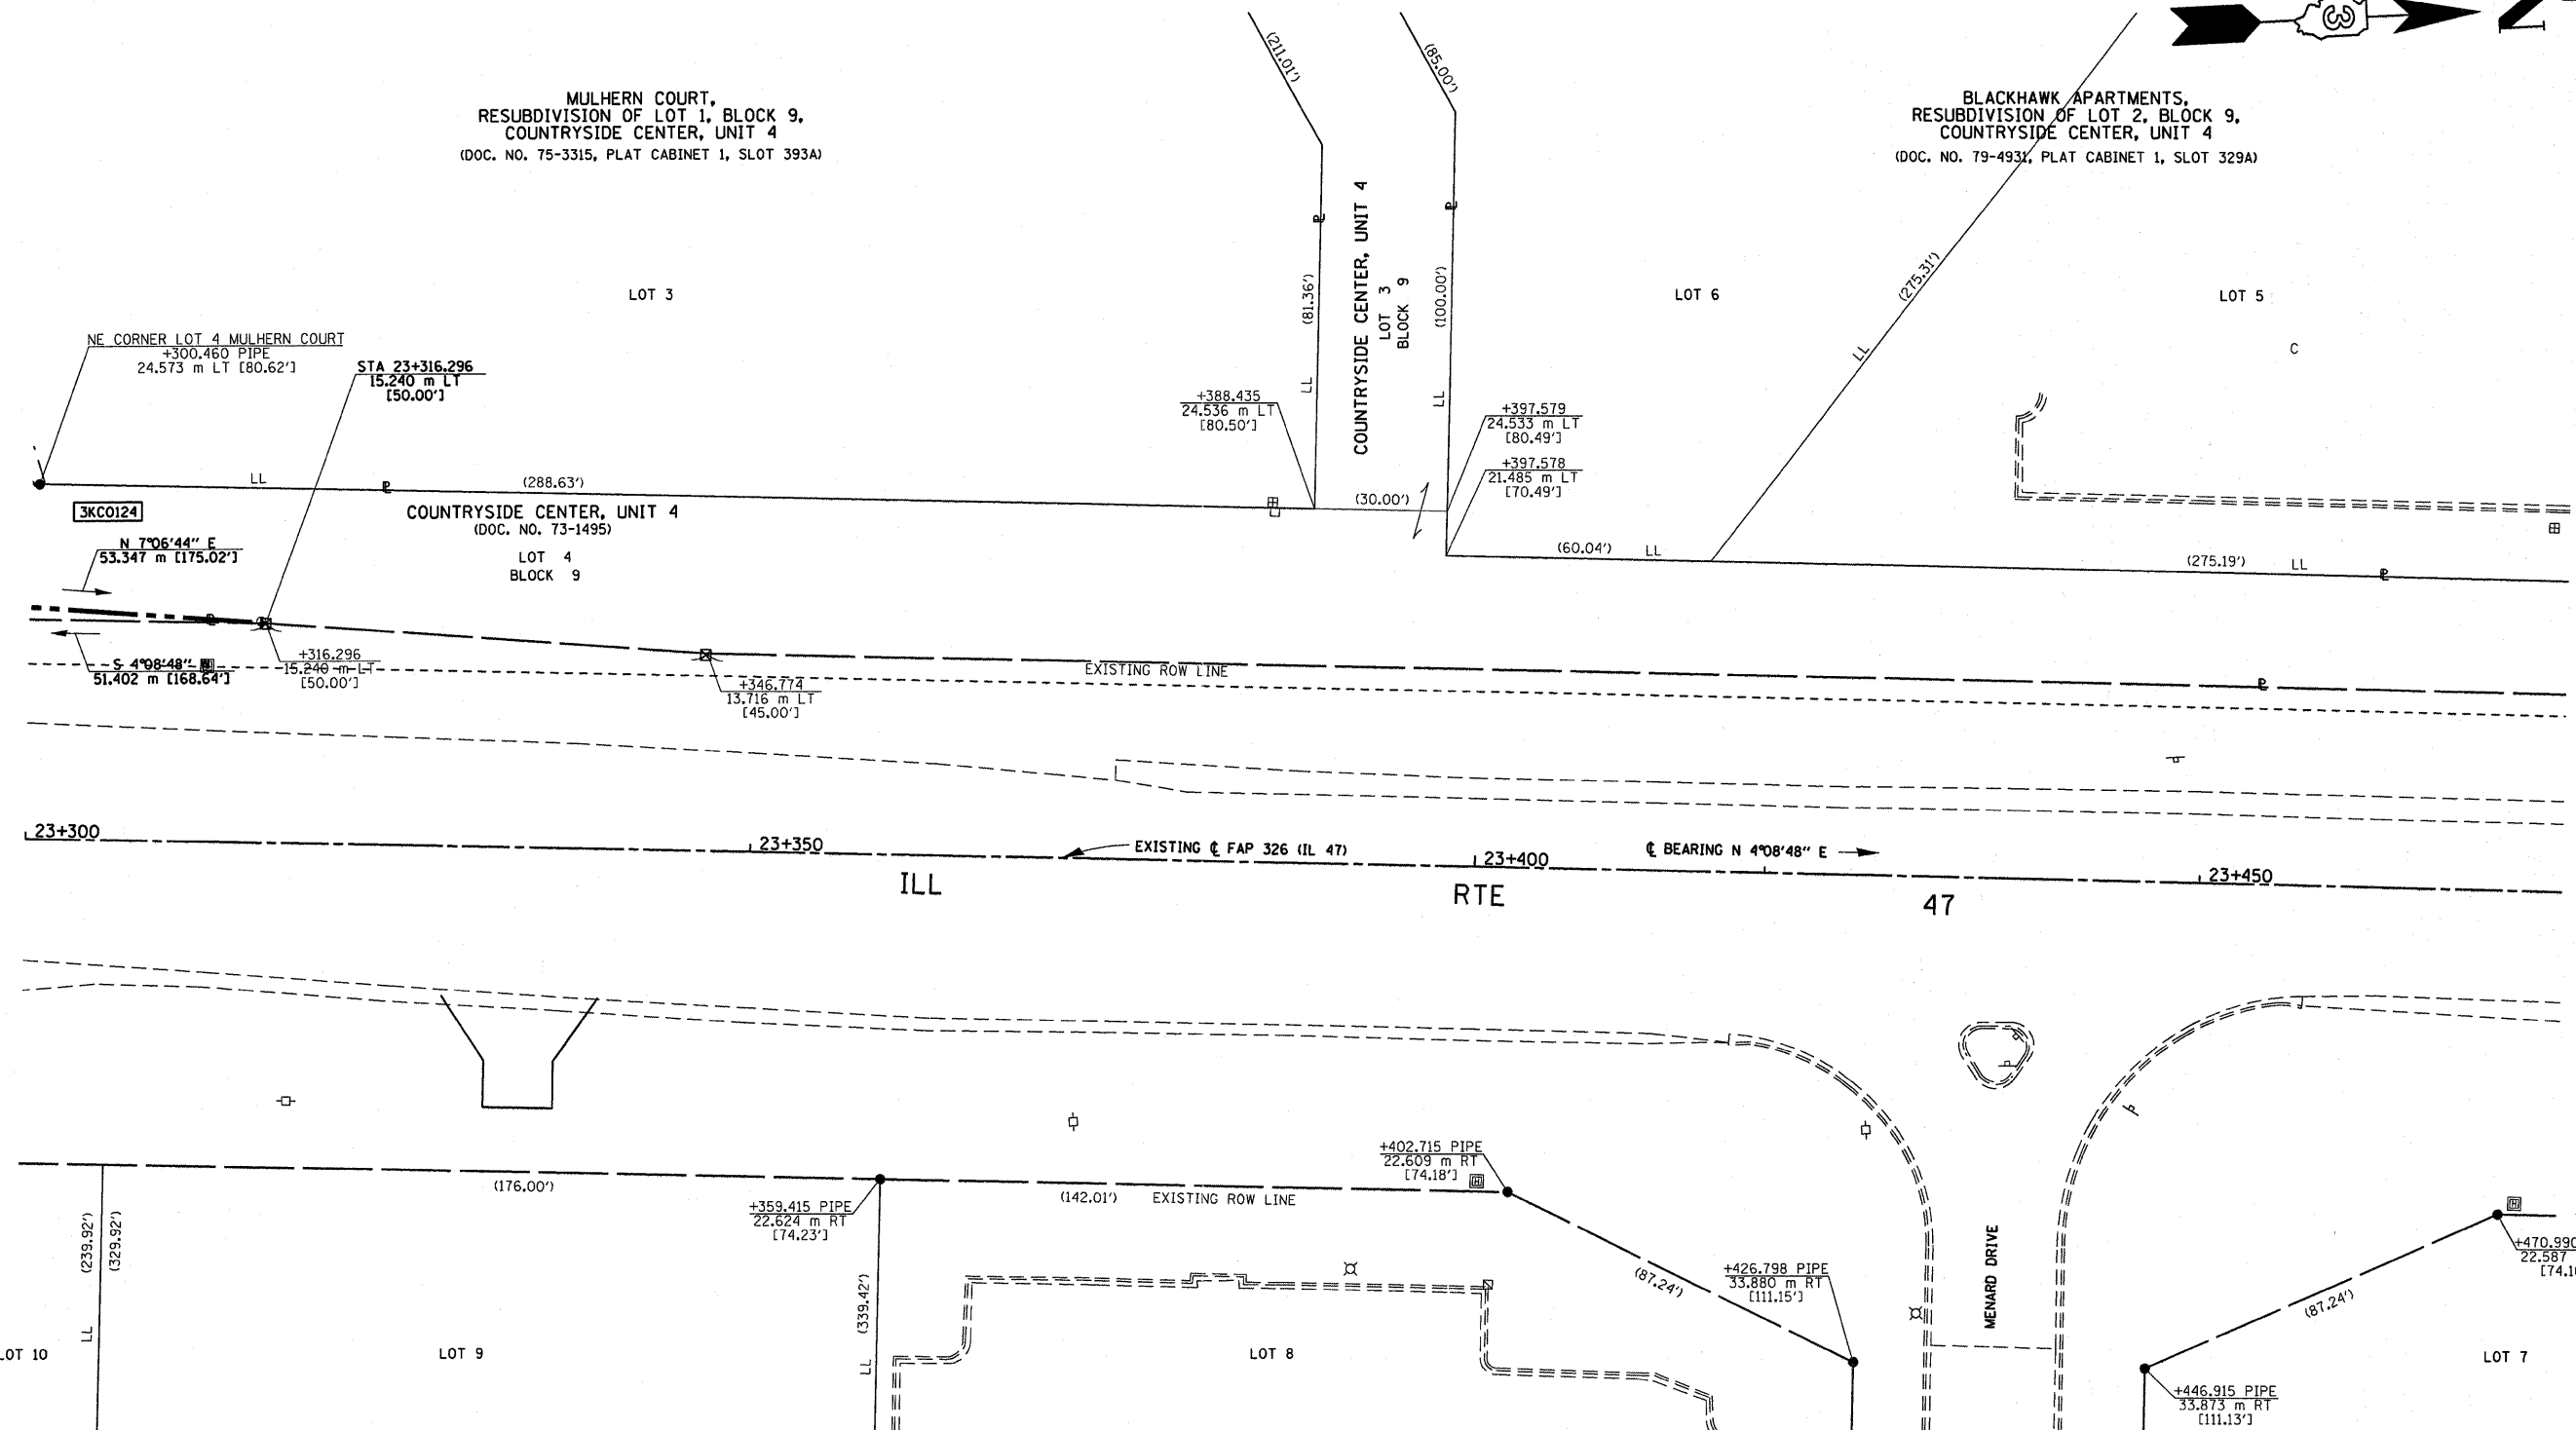 3
MULHERN COURT,
RESUBDIVISION OF LOT 1, BLOCK 9,
COUNTRYSIDE CENTER, UNIT 4
(DOC. NO. 75-3315, PLAT CABINET 1, SLOT 393A)
(211.01')
(85.00')
BLACKHAWK APARTMENTS,
RESUBDIVISION OF LOT 2, BLOCK 9,
COUNTRYSIDE CENTER, UNIT 4
(DOC. NO. 79-4931, PLAT CABINET 1, SLOT 329A)
LOT 3
(81.36')
LL
COUNTRYSIDE CENTER, UNIT 4
LOT 3
BLOCK 9
(100.00')
LL
LOT 6
(275.31')
LL
LOT 5
C
NE CORNER LOT 4 MULHERN COURT
+300.460 PIPE
24.573 m LT [80.62']
STA 23+316.296
15.240 m LT
[50.00']
+388.435
24.536 m LT
[80.50']
+397.579
24.533 m LT
[80.49']
+397.578
21.485 m LT
[70.49']
LL
(288.63')
(30.00')
3KC0124
COUNTRYSIDE CENTER, UNIT 4
(DOC. NO. 73-1495)
LOT 4
BLOCK 9
N 7°06'44" E
53.347 m [175.02']
(60.04')
LL
(275.19')
LL
S 4°08'48" W
51.402 m [168.64']
+316.296
15.240 m LT
[50.00']
+346.774
13.716 m LT
[45.00']
EXISTING ROW LINE
23+300
23+350
EXISTING ℄ FAP 326 (IL 47)
23+400
℄ BEARING N 4°08'48" E
23+450
ILL RTE 47
(176.00')
+359.415 PIPE
22.624 m RT
[74.23']
(142.01')
EXISTING ROW LINE
+402.715 PIPE
22.609 m RT
[74.18']
H
H
(239.92')
(329.92')
LL
(339.42')
LL
(87.24')
+426.798 PIPE
33.880 m RT
[111.15']
MENARD DRIVE
(87.24')
+470.990
22.587
[74.1
LOT 10
LOT 9
LOT 8
LOT 7
+446.915 PIPE
33.873 m RT
[111.13']